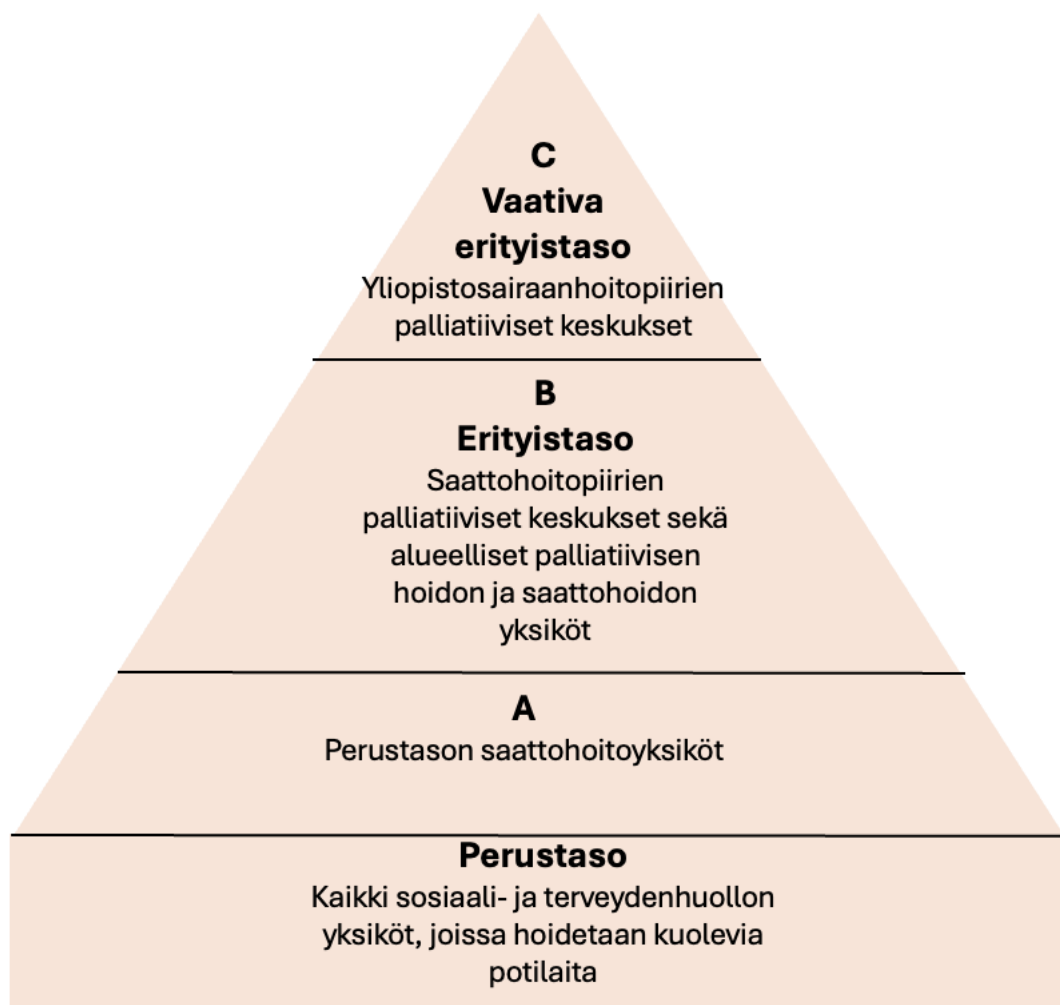 C
Vaativa
erityistaso
Yliopistosairaanhoitopiirien
palliatiiviset keskukset
B
Erityistaso
Saattohoitopiirien
palliatiiviset keskukset sekä
alueelliset palliatiivisen
hoidon ja saattohoidon
yksiköt
A
Perustason saattohoitoyksiköt
Perustaso
Kaikki sosiaali- ja terveydenhuollon
yksiköt, joissa hoidetaan kuolevia
potilaita